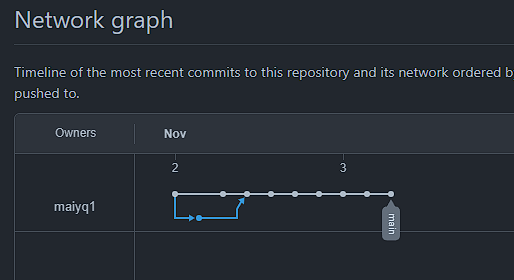 Network graph
Timeline of the most recent commits to this repository and its network ordered b
pushed to.
Owners
Nov
2
3
maiyq1
main